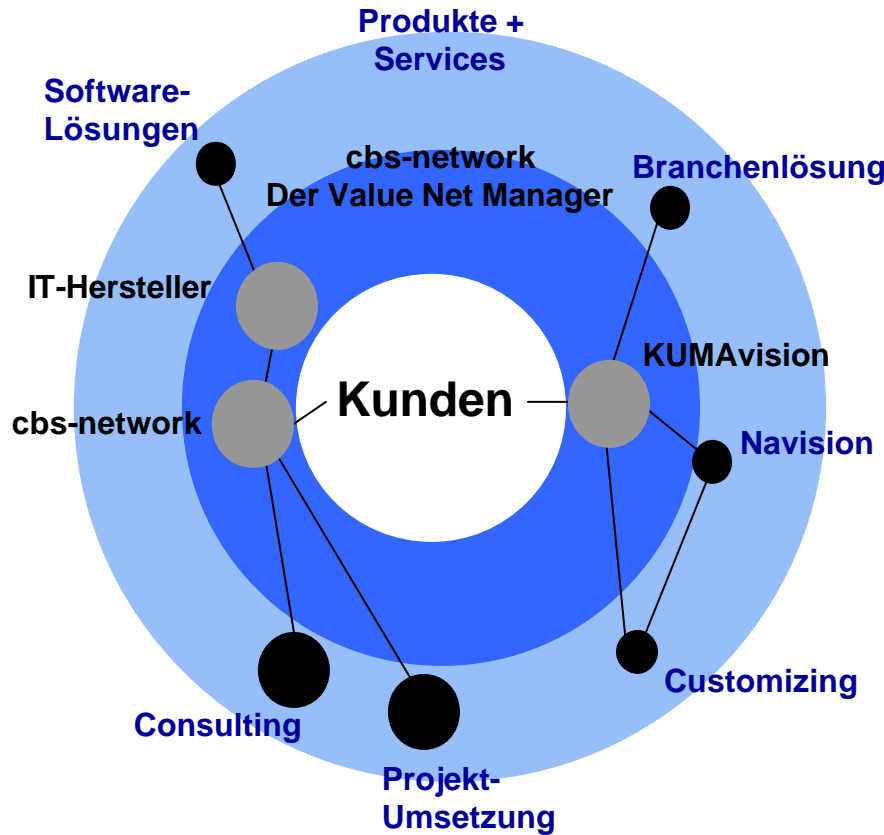 Produkte +
Services
Software-
Lösungen
cbs-network
Der Value Net Manager
Branchenlösung
IT-Hersteller
KUMAvision
Kunden
cbs-network
Navision
Customizing
Consulting
Projekt-
Umsetzung